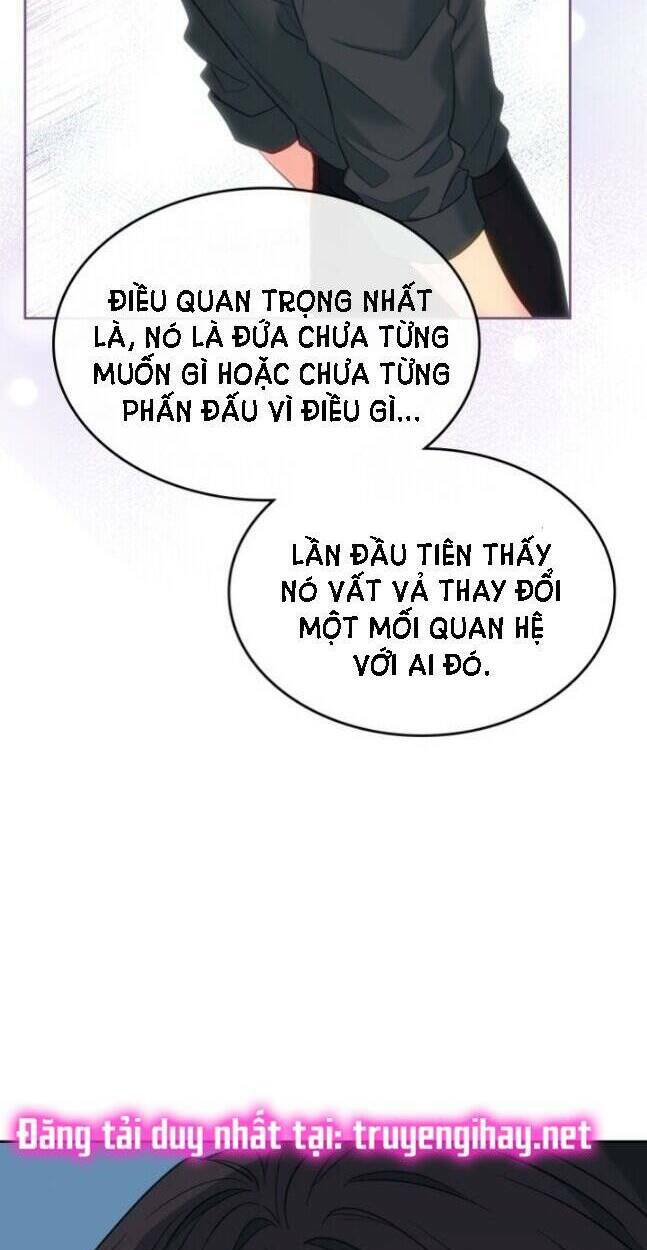 ĐIỀU QUAN TRỌNG NHẤT
LÀ, NÓ LÀ ĐỨA CHƯA TỪNG
MUỐN GÌ HOẶC CHƯA TỪNG
PHẤN ĐẤU VÌ ĐIỀU GÌ...
LẦN ĐẦU TIÊN THẤY
NÓ VẤT VẢ THAY ĐỔI
MỘT MỐI QUAN HỆ
VỚI AI ĐÓ.
Đăng tải duy nhất tại: truyengihay.net